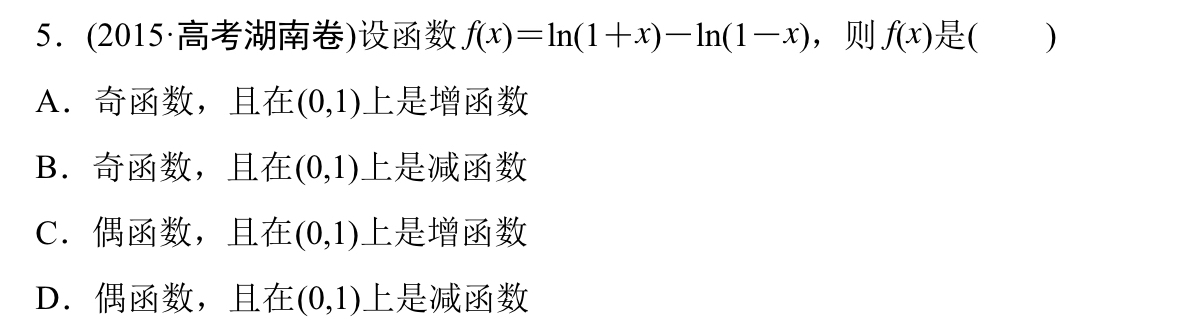 5．(2015·高考湖南卷)设函数 f(x)＝ln(1＋x)－ln(1－x)，则 f(x)是(　　)
A．奇函数，且在(0,1)上是增函数
B．奇函数，且在(0,1)上是减函数
C．偶函数，且在(0,1)上是增函数
D．偶函数，且在(0,1)上是减函数